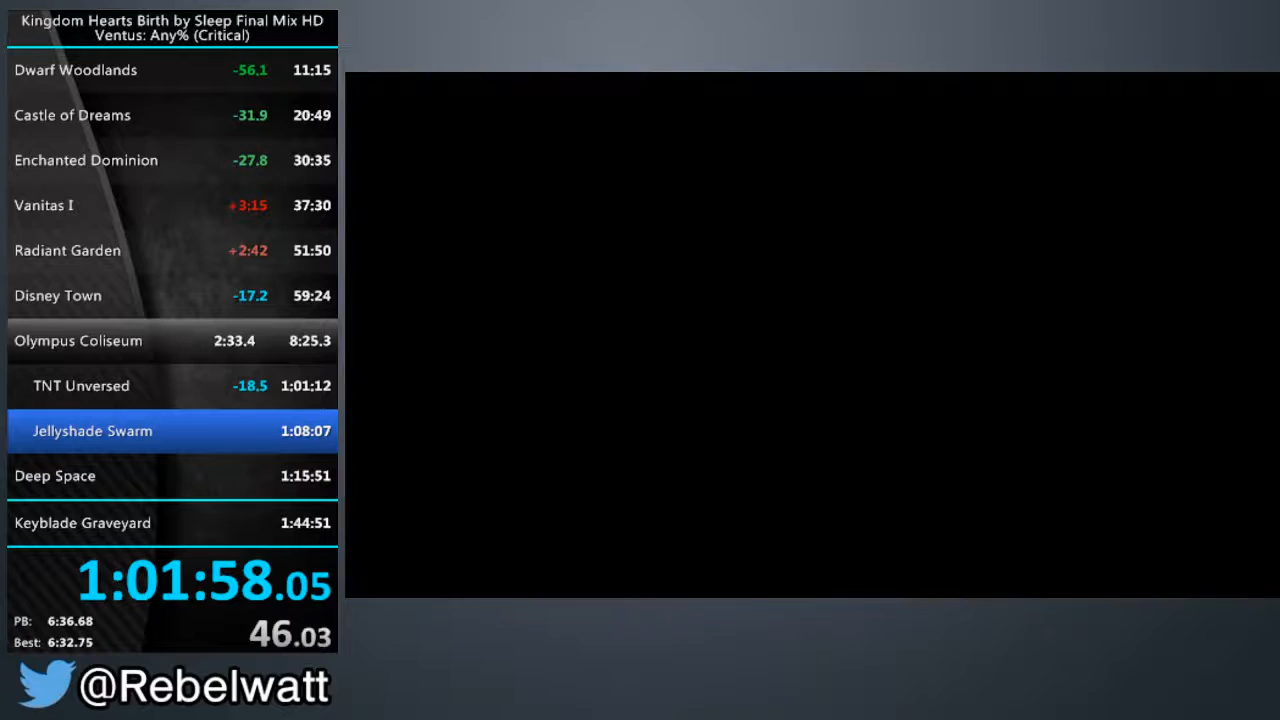 Kingdom Hearts Birth by Sleep Final Mix HD
Ventus: Any% (Critical)
Dwarf Woodlands -56.1 11:15
Castle of Dreams -31.9 20:49
Enchanted Dominion -27.8 30:35
Vanitas I +3:15 37:30
Radiant Garden +2:42 51:50
Disney Town -17.2 59:24
Olympus Coliseum 2:33.4 8:25.3
TNT Unversed -18.5 1:01:12
Jellyshade Swarm 1:08:07
Deep Space 1:15:51
Keyblade Graveyard 1:44:51
1:01:58.05
PB: 6:36.68
Best: 6:32.75
46.03
@Rebelwatt